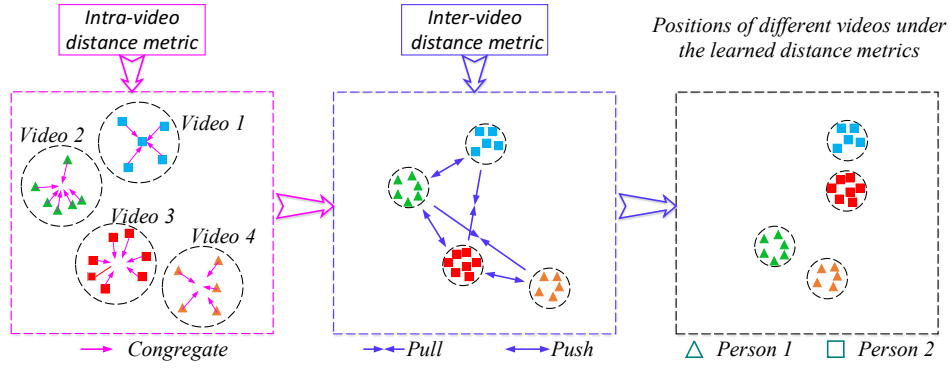 Intra-video
distance metric
Inter-video
distance metric
Positions of different videos under
the learned distance metrics
Video 1
Video 2
Video 3
Video 4
Congregate
Pull
Push
Person 1
Person 2